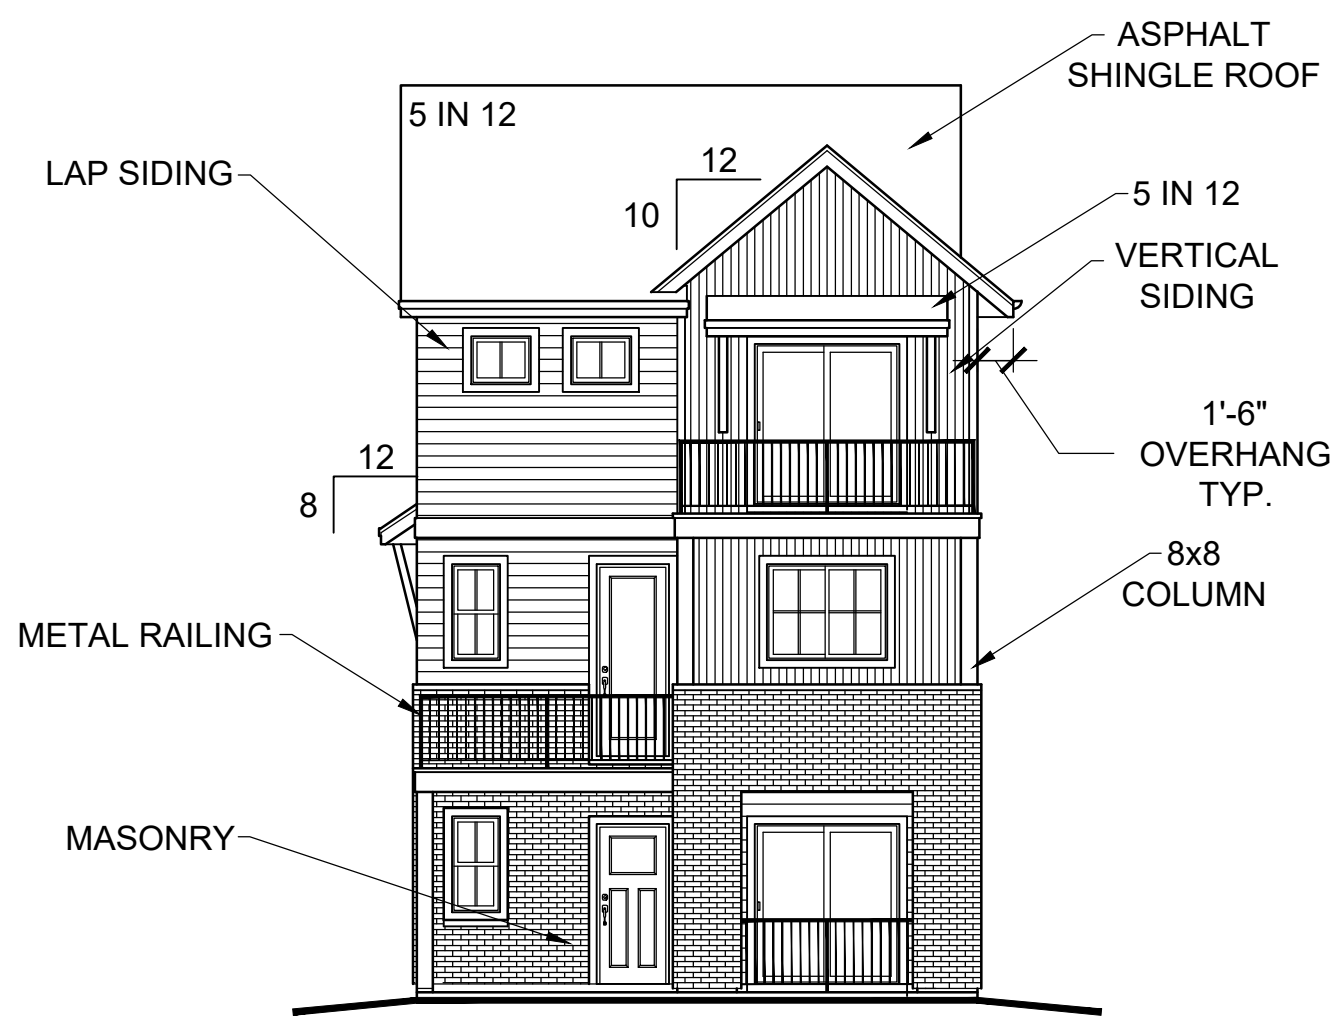 ASPHALT
SHINGLE ROOF
5 IN 12
LAP SIDING
12
10
5 IN 12
VERTICAL
SIDING
1'-6"
OVERHANG
TYP.
12
8
8x8
COLUMN
METAL RAILING
MASONRY